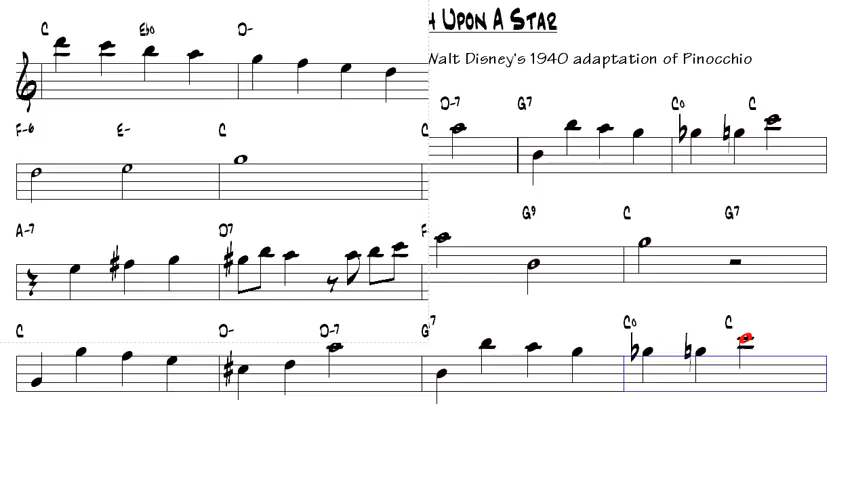 H UPON A STAR
Walt Disney's 1940 adaptation of Pinocchio
C Ebo D-
D-7 G7 Co C
F-6 E- C C
A-7 D7 F-
G9 C G7
C D- D-7 G7 Co C